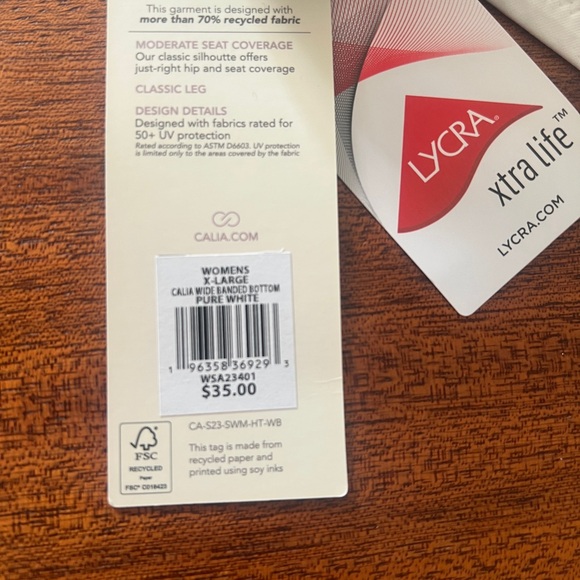 This garment is designed with
more than 70% recycled fabric
MODERATE SEAT COVERAGE
Our classic silhoutte offers
just-right hip and seat coverage
CLASSIC LEG
DESIGN DETAILS
Designed with fabrics rated for
50+ UV protection
Rated according to ASTM D6603. UV protection
is limited only to the areas covered by the fabric
CALIA.COM
WOMENS
X-LARGE
CALIA WIDE BANDED BOTTOM
PURE WHITE
1 96358 36929 3
WSA23401
$35.00
CA-S23-SWM-HT-WB
This tag is made from
recycled paper and
printed using soy inks
FSC
RECYCLED
Paper
FSC® C018423
LYCRA®
xtra life™
LYCRA.COM